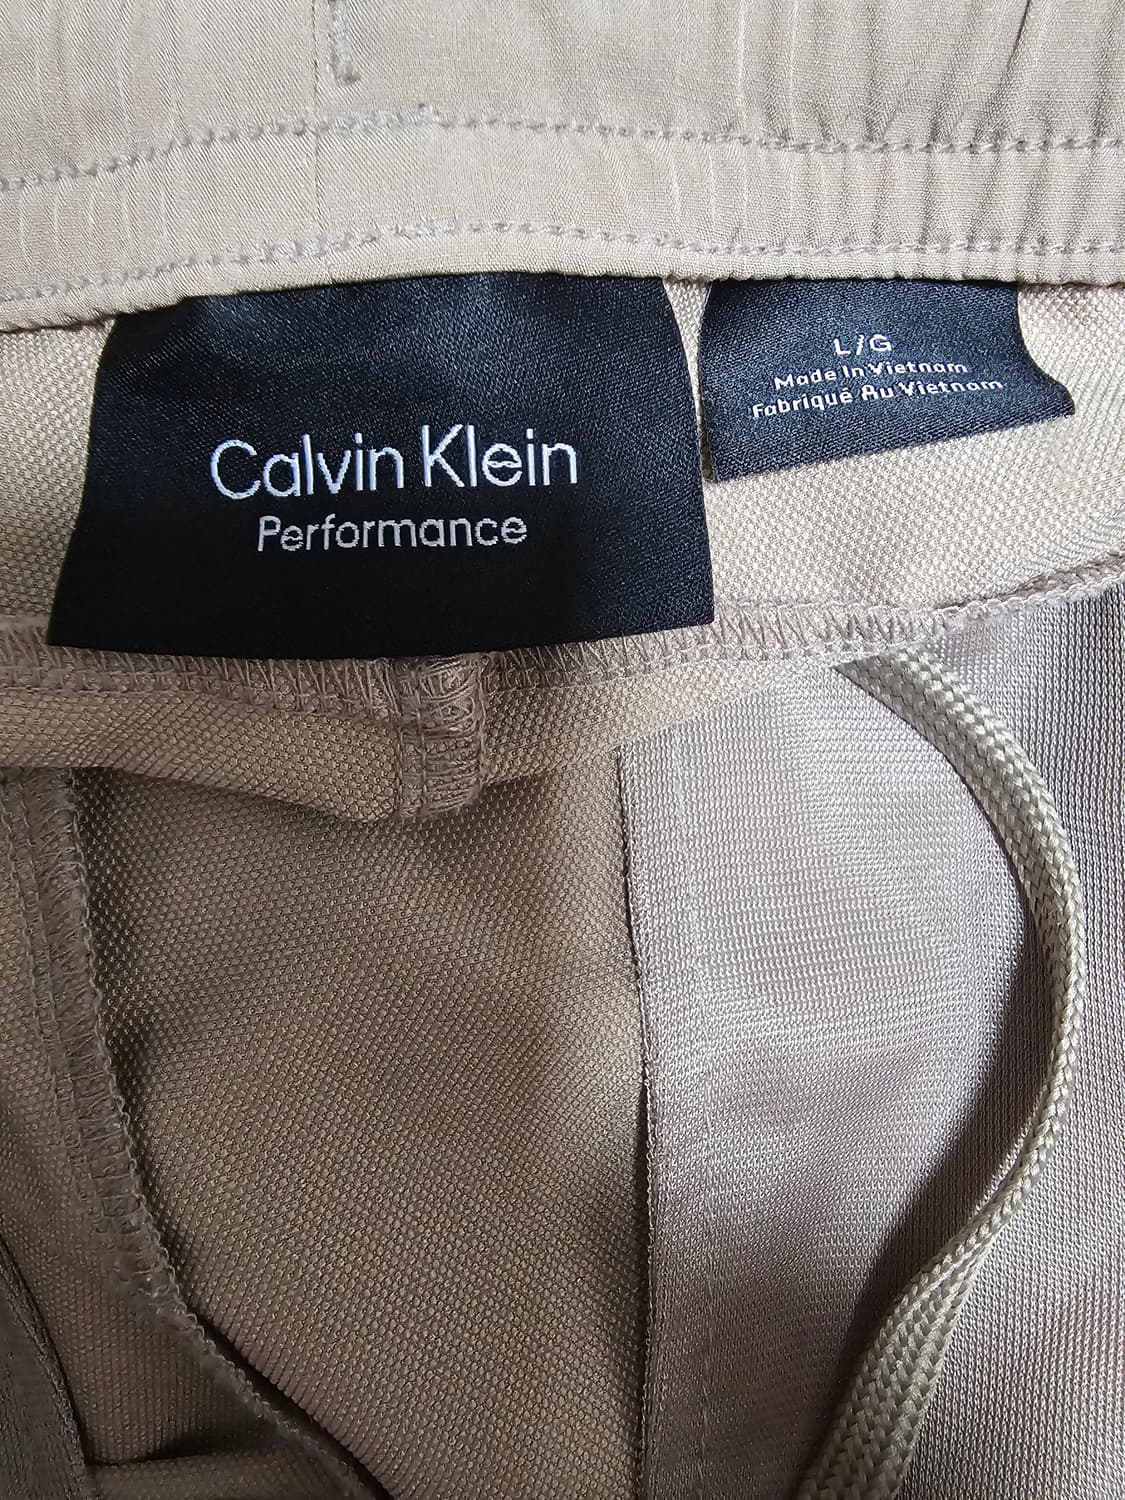 Calvin Klein
Performance
L/G
Made In Vietnam
Fabriqué Au Vietnam